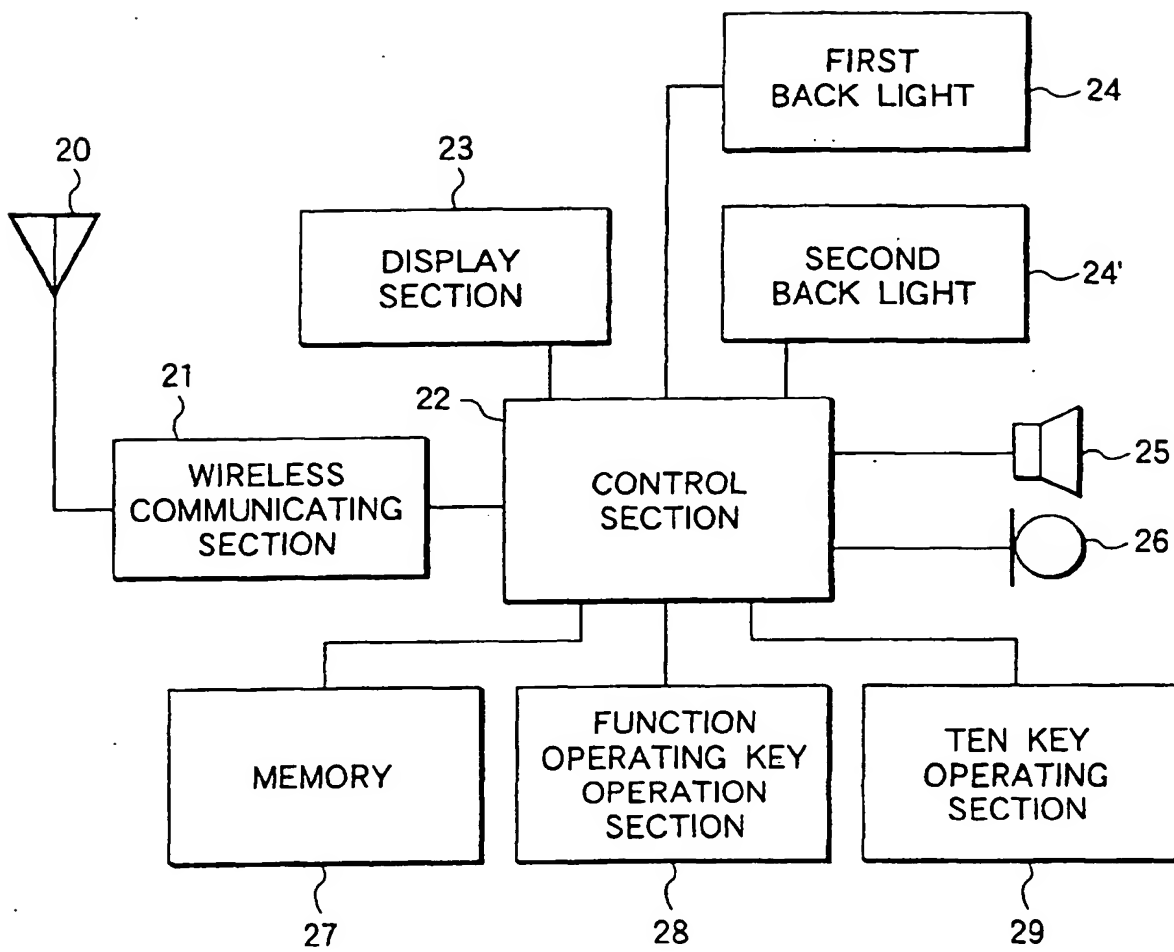 FIRST
BACK LIGHT
24
20
23
DISPLAY
SECTION
SECOND
BACK LIGHT
24'
21
22
WIRELESS
COMMUNICATING
SECTION
CONTROL
SECTION
25
26
MEMORY
FUNCTION
OPERATING KEY
OPERATION
SECTION
TEN KEY
OPERATING
SECTION
27
28
29